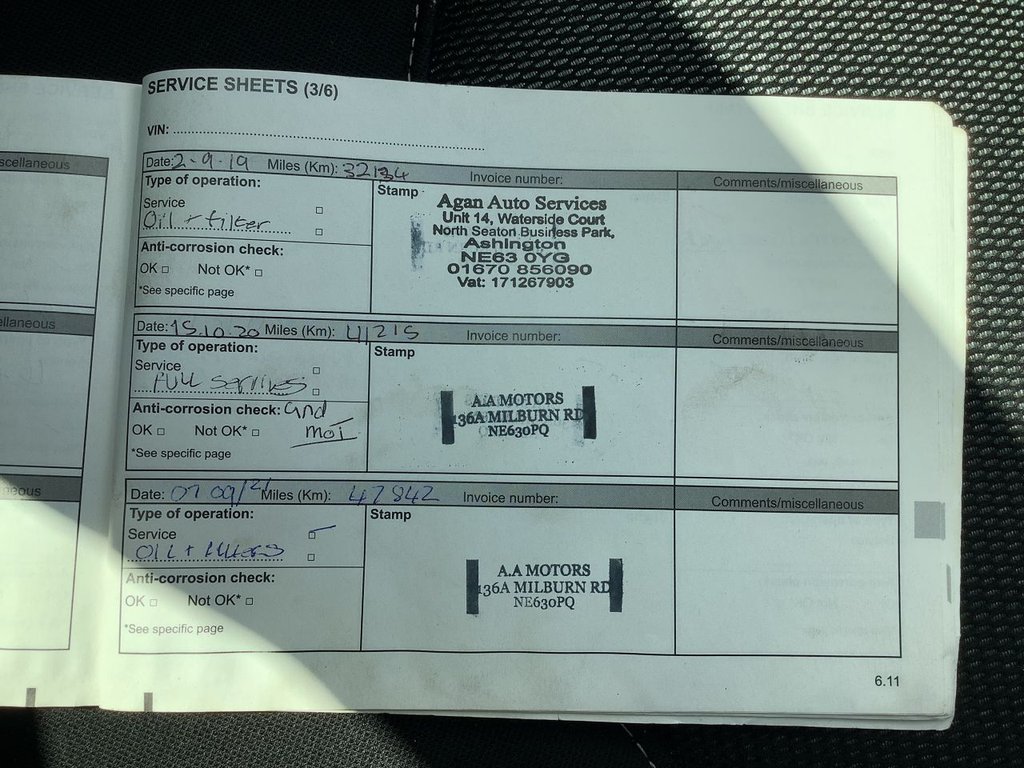 SERVICE SHEETS (3/6)
VIN:
scellaneous
Date: 2-9-19 Miles (Km): 32134 Invoice number: Comments/miscellaneous
Type of operation:
Service
Oil + filter
Anti-corrosion check:
OK Not OK*
*See specific page
Stamp
Agan Auto Services
Unit 14, Waterside Court
North Seaton Business Park,
Ashington
NE63 0YG
01670 856090
Vat: 171267903
ellaneous
Date: 15.10.20 Miles (Km): 41215 Invoice number: Comments/miscellaneous
Type of operation:
Service
FULL Services
Anti-corrosion check: and
OK Not OK* MOT
*See specific page
Stamp
A.A MOTORS
136A MILBURN RD
NE630PQ
eous
Date: 07 09/21 Miles (Km): 47842 Invoice number: Comments/miscellaneous
Type of operation:
Service
OIL + filters
Anti-corrosion check:
OK Not OK*
*See specific page
Stamp
A.A MOTORS
136A MILBURN RD
NE630PQ
6.11